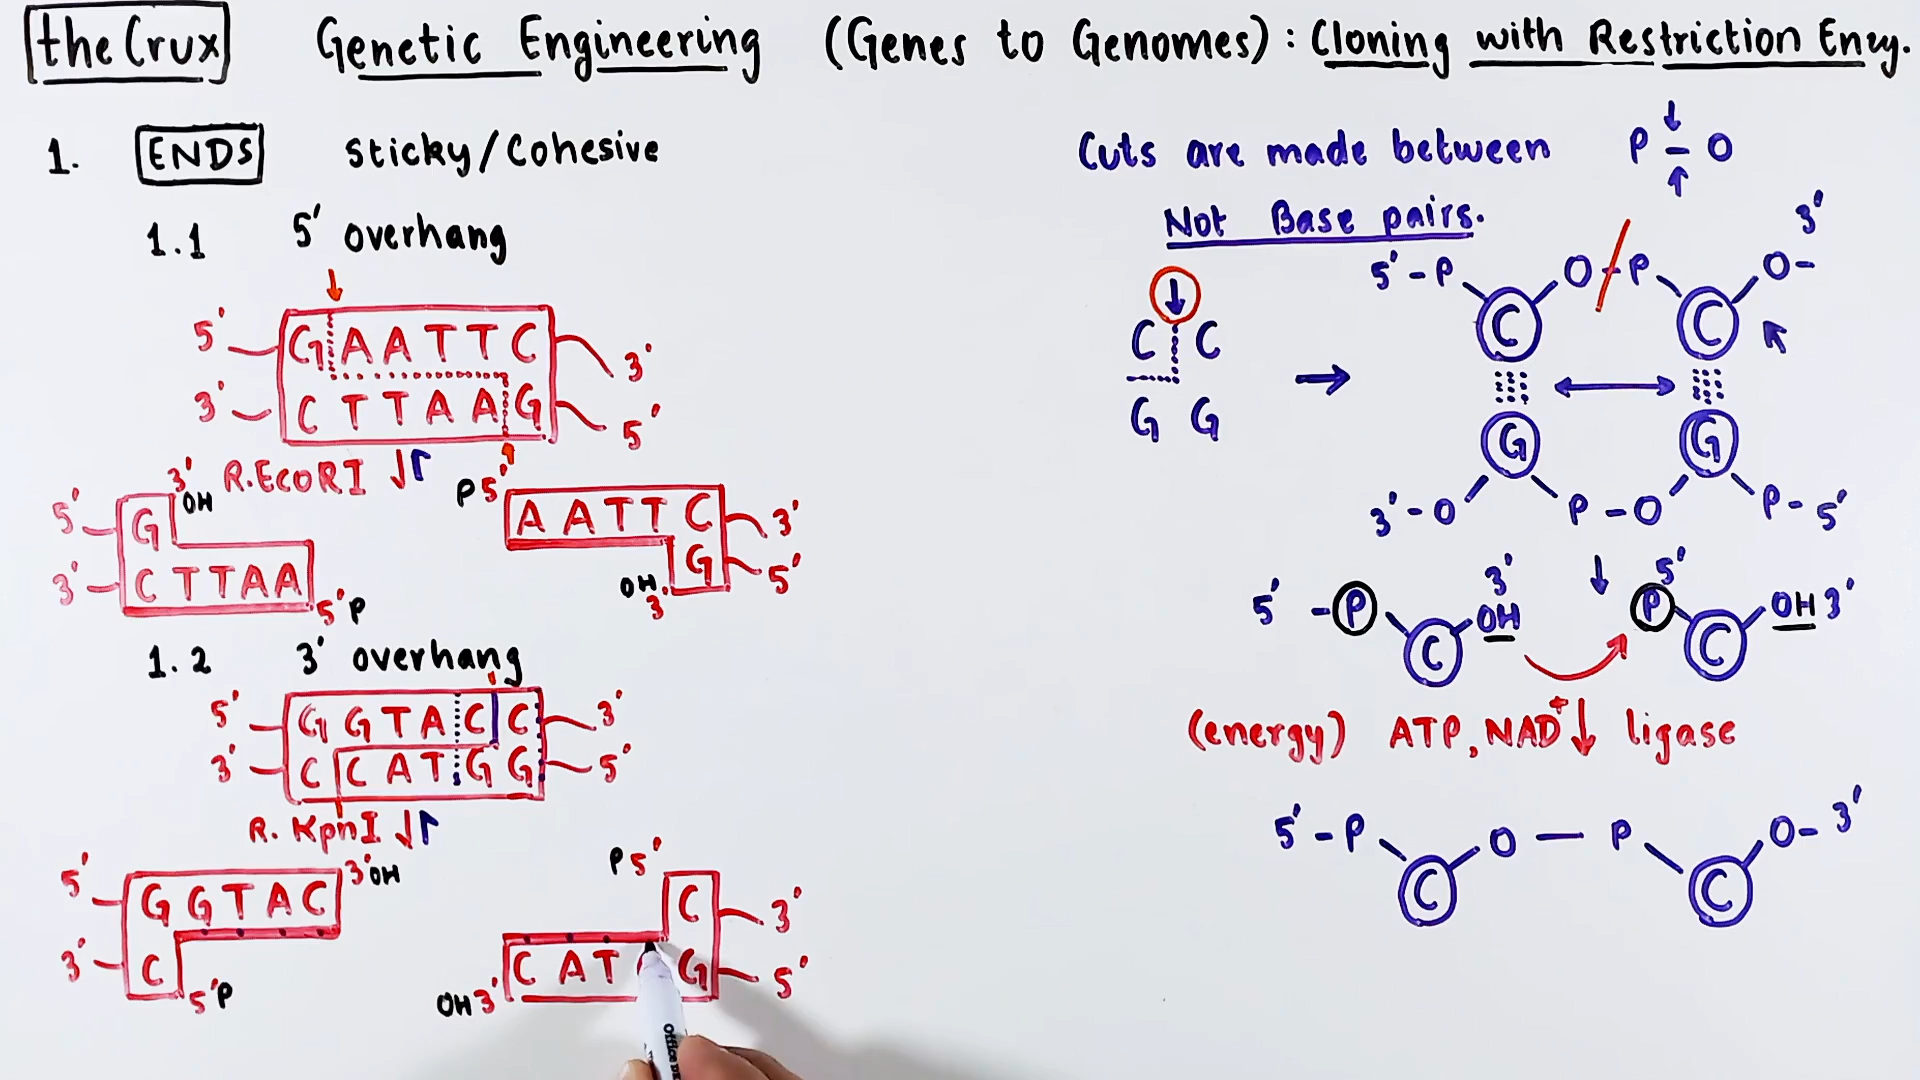 the Crux Genetic Engineering (Genes to Genomes) : Cloning with Restriction Enzy.
1. ENDS Sticky/Cohesive
1.1 5' overhang
5' G A A T T C 3'
3' C T T A A G 5'
R.EcoRI
5' G 3' OH
3' C T T A A 5' P
P 5' A A T T C 3'
OH 3' G 5'
1.2 3' overhang
5' G G T A C C 3'
3' C C A T G G 5'
R. KpnI
5' G G T A C 3' OH
3' C 5' P
P 5' C 3'
OH 3' C A T G 5'
Cuts are made between P – O
Not Base pairs.
C C
G G
5' - P O - P O - 3'
C C
G G
3' - O P - O P - 5'
5' - P C OH 3' 5' P C OH 3'
(energy) ATP, NAD+ ligase
5' - P C O — P C O - 3'
Office